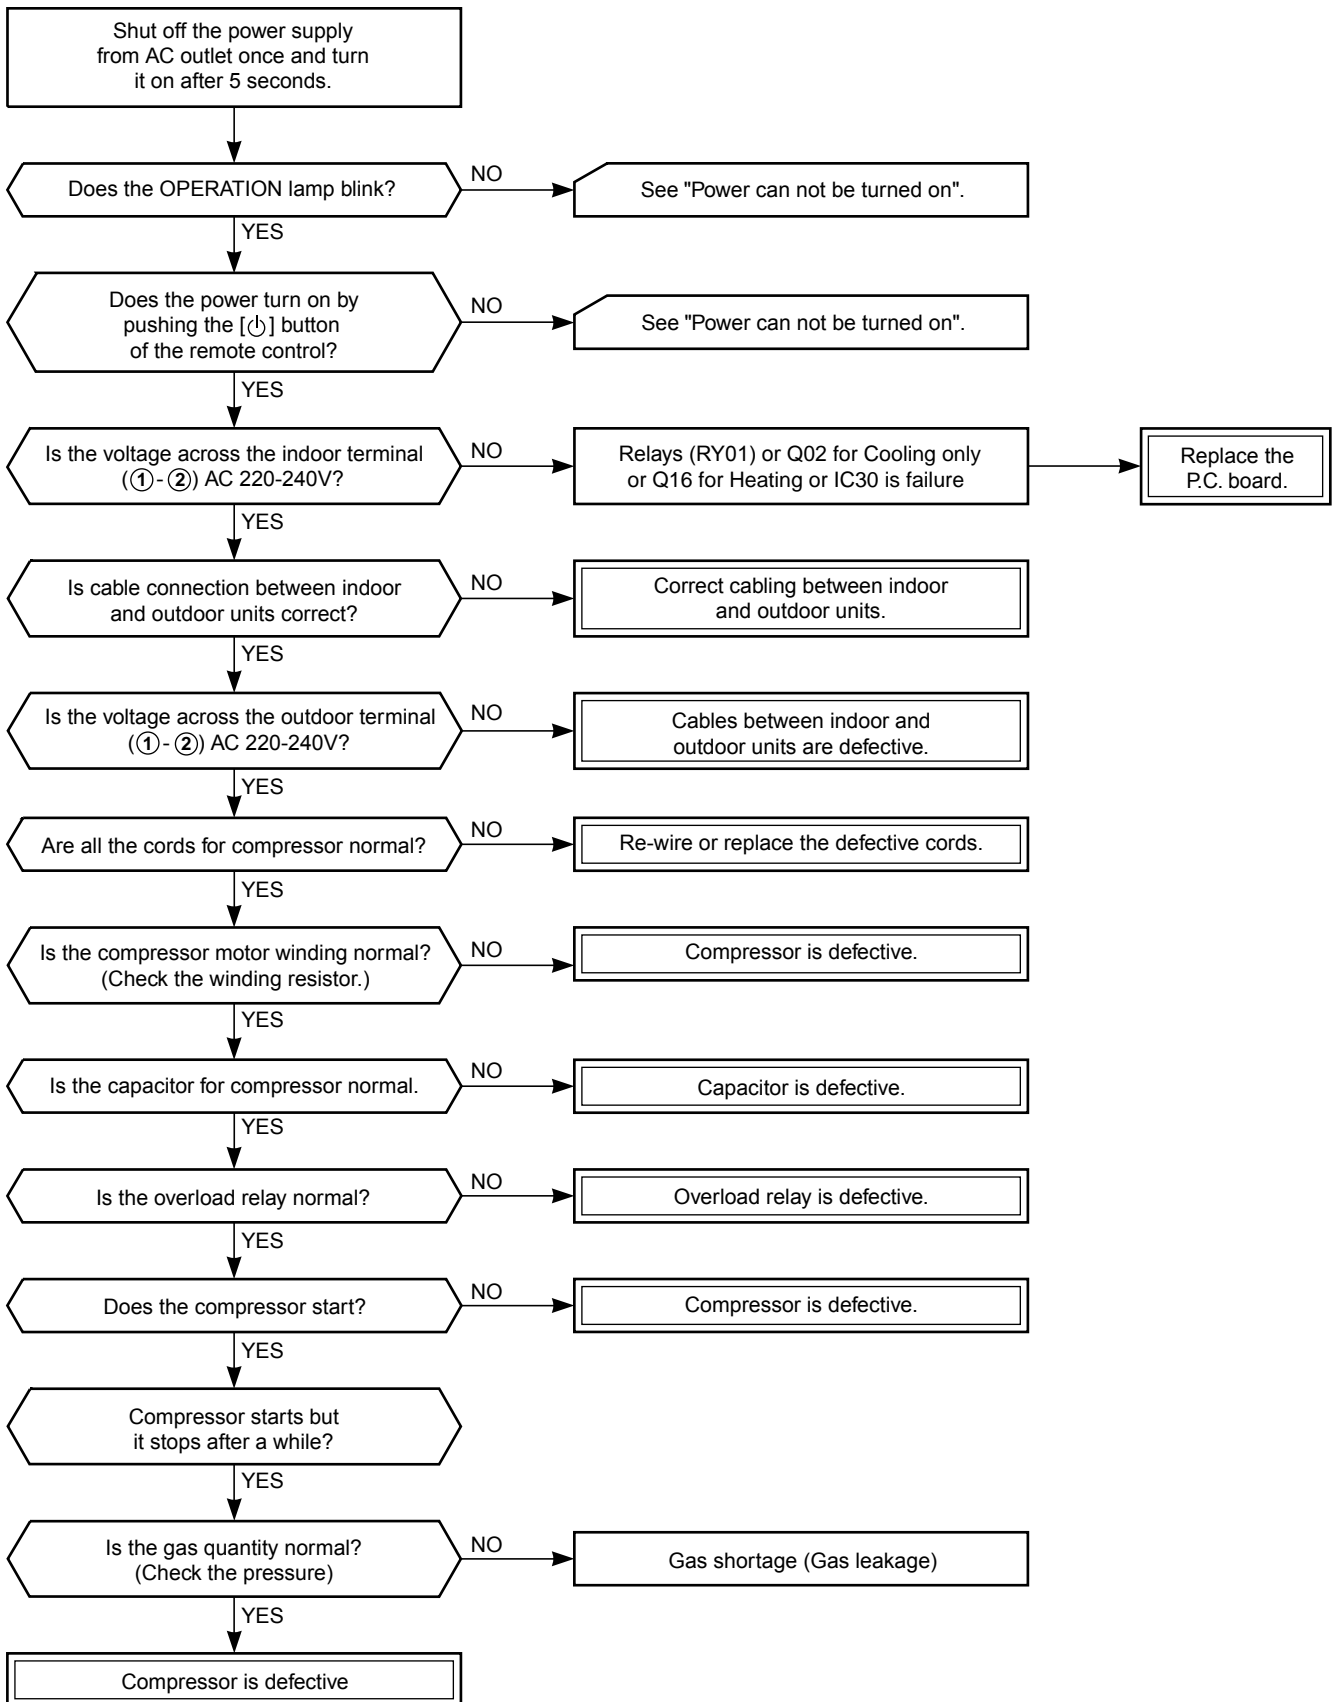 Shut off the power supply
from AC outlet once and turn
it on after 5 seconds.
Does the OPERATION lamp blink?
NO
See "Power can not be turned on".
YES
Does the power turn on by
pushing the [⏻] button
of the remote control?
NO
See "Power can not be turned on".
YES
Is the voltage across the indoor terminal
(①-②) AC 220-240V?
NO
Relays (RY01) or Q02 for Cooling only
or Q16 for Heating or IC30 is failure
Replace the
P.C. board.
YES
Is cable connection between indoor
and outdoor units correct?
NO
Correct cabling between indoor
and outdoor units.
YES
Is the voltage across the outdoor terminal
(①-②) AC 220-240V?
NO
Cables between indoor and
outdoor units are defective.
YES
Are all the cords for compressor normal?
NO
Re-wire or replace the defective cords.
YES
Is the compressor motor winding normal?
(Check the winding resistor.)
NO
Compressor is defective.
YES
Is the capacitor for compressor normal.
NO
Capacitor is defective.
YES
Is the overload relay normal?
NO
Overload relay is defective.
YES
Does the compressor start?
NO
Compressor is defective.
YES
Compressor starts but
it stops after a while?
YES
Is the gas quantity normal?
(Check the pressure)
NO
Gas shortage (Gas leakage)
YES
Compressor is defective